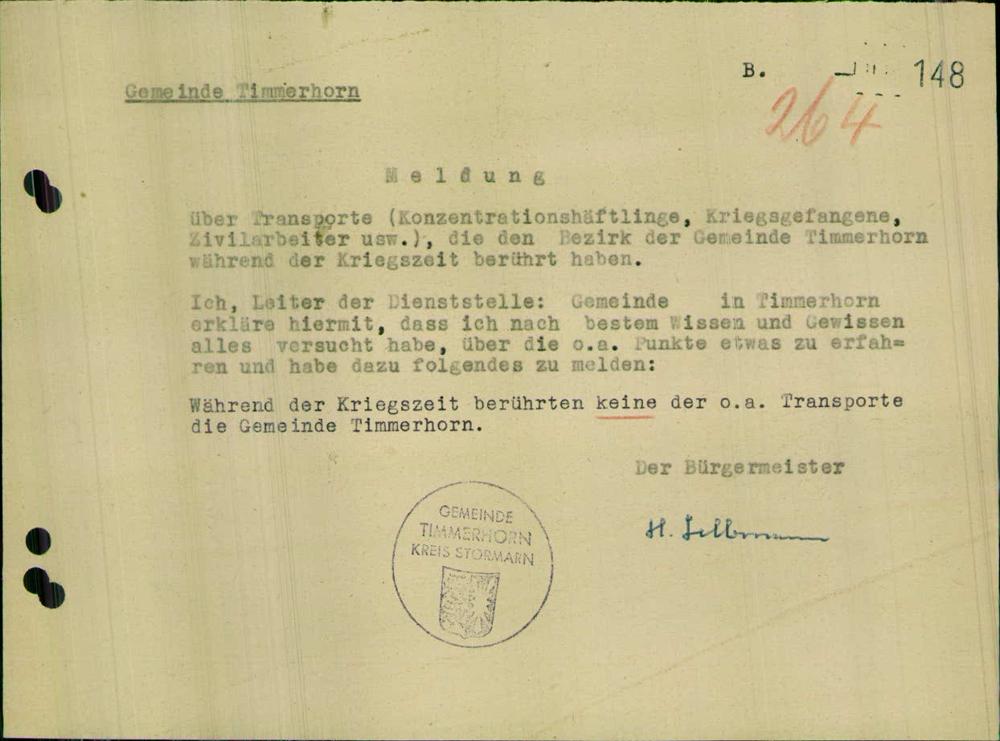 B.
148
Gemeinde Timmerhorn
264
Meldung
über Transporte (Konzentrationshäftlinge, Kriegsgefangene,
Zivilarbeiter usw.), die den Bezirk der Gemeinde Timmerhorn
während der Kriegszeit berührt haben.
Ich, Leiter der Dienststelle: Gemeinde in Timmerhorn
erkläre hiermit, dass ich nach bestem Wissen und Gewissen
alles versucht habe, über die o.a. Punkte etwas zu erfah=
ren und habe dazu folgendes zu melden:
Während der Kriegszeit berührten keine der o.a. Transporte
die Gemeinde Timmerhorn.
Der Bürgermeister
H.
GEMEINDE
TIMMERHORN
KREIS STORMARN